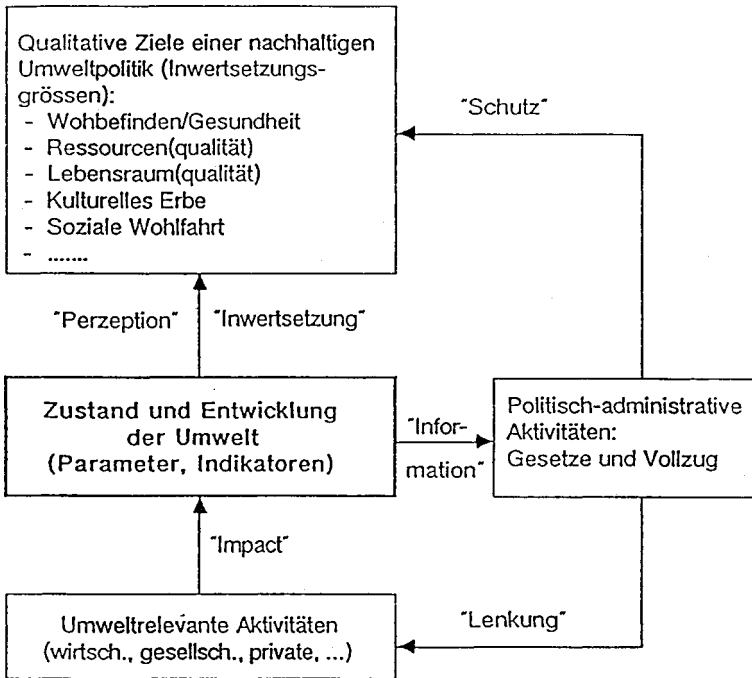 Qualitative Ziele einer nachhaltigen
Umweltpolitik (Inwertsetzungs-
grössen):
- Wohbefinden/Gesundheit
- Ressourcen(qualität)
- Lebensraum(qualität)
- Kulturelles Erbe
- Soziale Wohlfahrt
- .......
"Schutz"
"Perzeption" "Inwertsetzung"
Zustand und Entwicklung
der Umwelt
(Parameter, Indikatoren)
"Infor-
mation"
Politisch-administrative
Aktivitäten:
Gesetze und Vollzug
"Impact"
Umweltrelevante Aktivitäten
(wirtsch., gesellsch., private, ...)
"Lenkung"